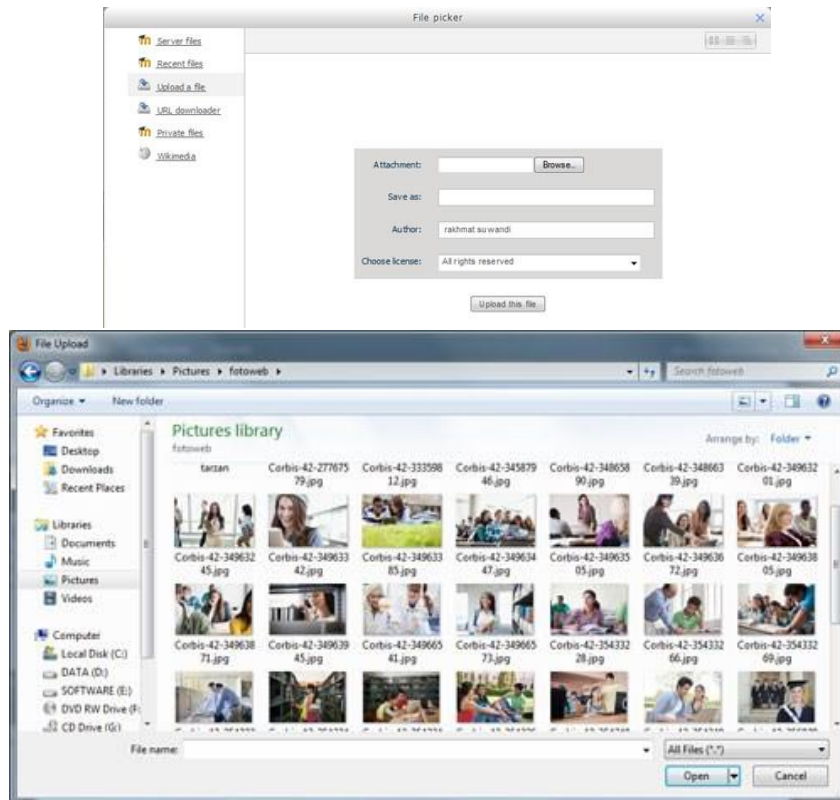 File picker
Server files
Recent files
Upload a file
URL downloader
Private files
Wikimedia
Attachment:
Browse...
Save as:
Author:
rakhmat suwandi
Choose license:
All rights reserved
Upload this file
File Upload
Libraries
Pictures
fotoweb
Search fotoweb
Organize
New folder
Favorites
Desktop
Downloads
Recent Places
Libraries
Documents
Music
Pictures
Videos
Computer
Local Disk (C:)
DATA (D:)
SOFTWARE (E:)
DVD RW Drive (F:
CD Drive (G:)
Pictures library
fotoweb
Arrange by: Folder
tarzan
Corbis-42-277675
79.jpg
Corbis-42-333598
12.jpg
Corbis-42-345879
46.jpg
Corbis-42-348658
90.jpg
Corbis-42-348663
39.jpg
Corbis-42-349632
01.jpg
Corbis-42-349632
45.jpg
Corbis-42-349633
42.jpg
Corbis-42-349633
85.jpg
Corbis-42-349634
47.jpg
Corbis-42-349635
05.jpg
Corbis-42-349636
72.jpg
Corbis-42-349638
05.jpg
Corbis-42-349638
71.jpg
Corbis-42-349639
45.jpg
Corbis-42-349665
41.jpg
Corbis-42-349665
73.jpg
Corbis-42-354332
28.jpg
Corbis-42-354332
66.jpg
Corbis-42-354332
69.jpg
File name:
All Files (*.*)
Open
Cancel